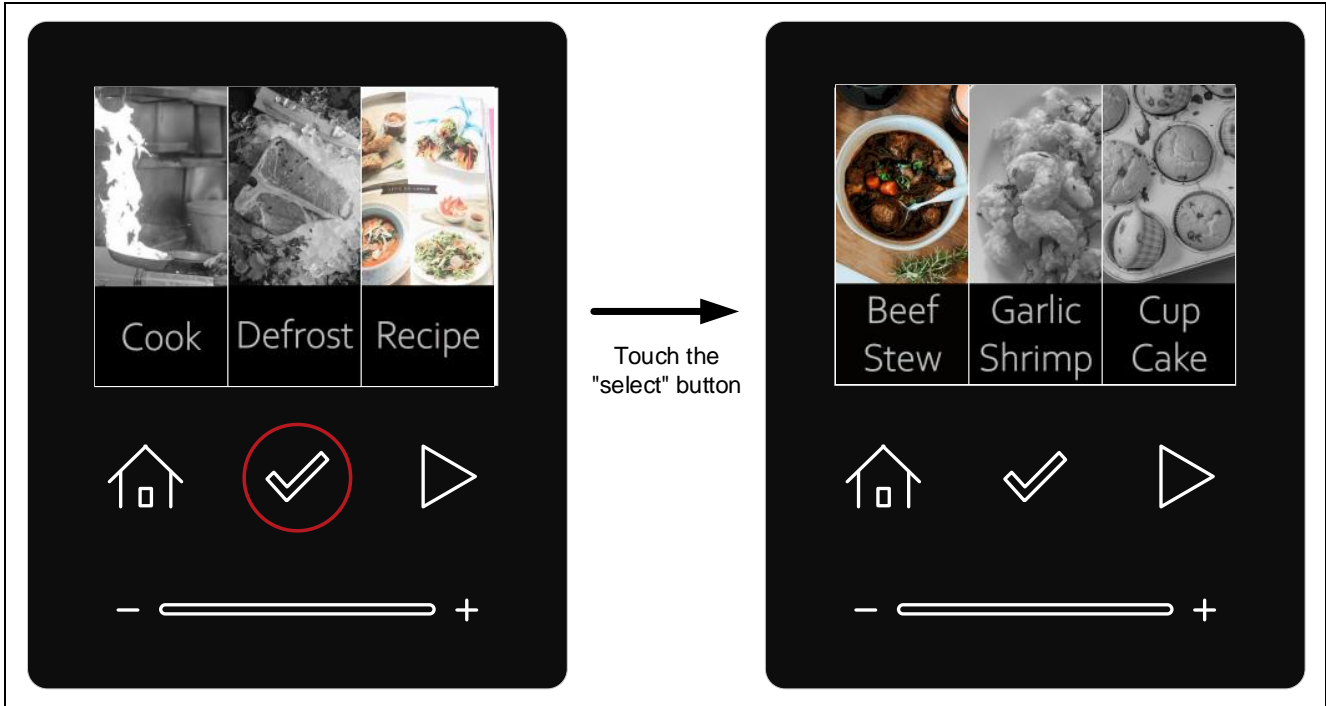 Cook
Defrost
Recipe
Touch the
"select" button
Beef
Stew
Garlic
Shrimp
Cup
Cake